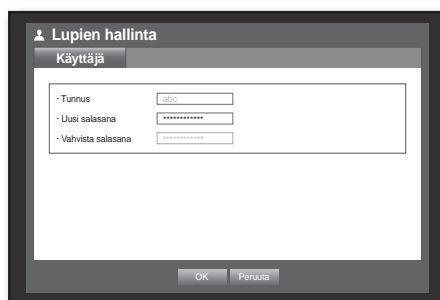 Lupien hallinta
Käyttäjä
· Tunnus abc
· Uusi salasana ************
· Vahvista salasana ************
OK Peruuta